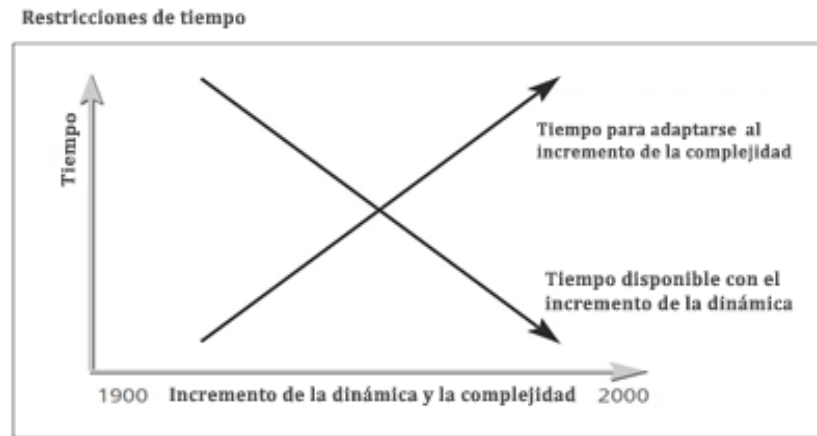 Restricciones de tiempo
Tiempo
Tiempo para adaptarse al
incremento de la complejidad
Tiempo disponible con el
incremento de la dinámica
1900 Incremento de la dinámica y la complejidad 2000